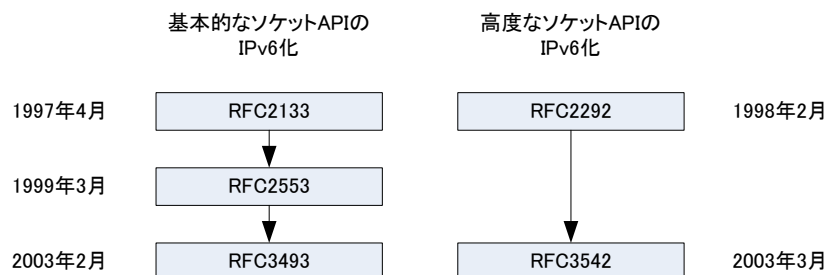 基本的なソケットAPIの
IPv6化
高度なソケットAPIの
IPv6化
1997年4月
RFC2133
RFC2292
1998年2月
1999年3月
RFC2553
2003年2月
RFC3493
RFC3542
2003年3月